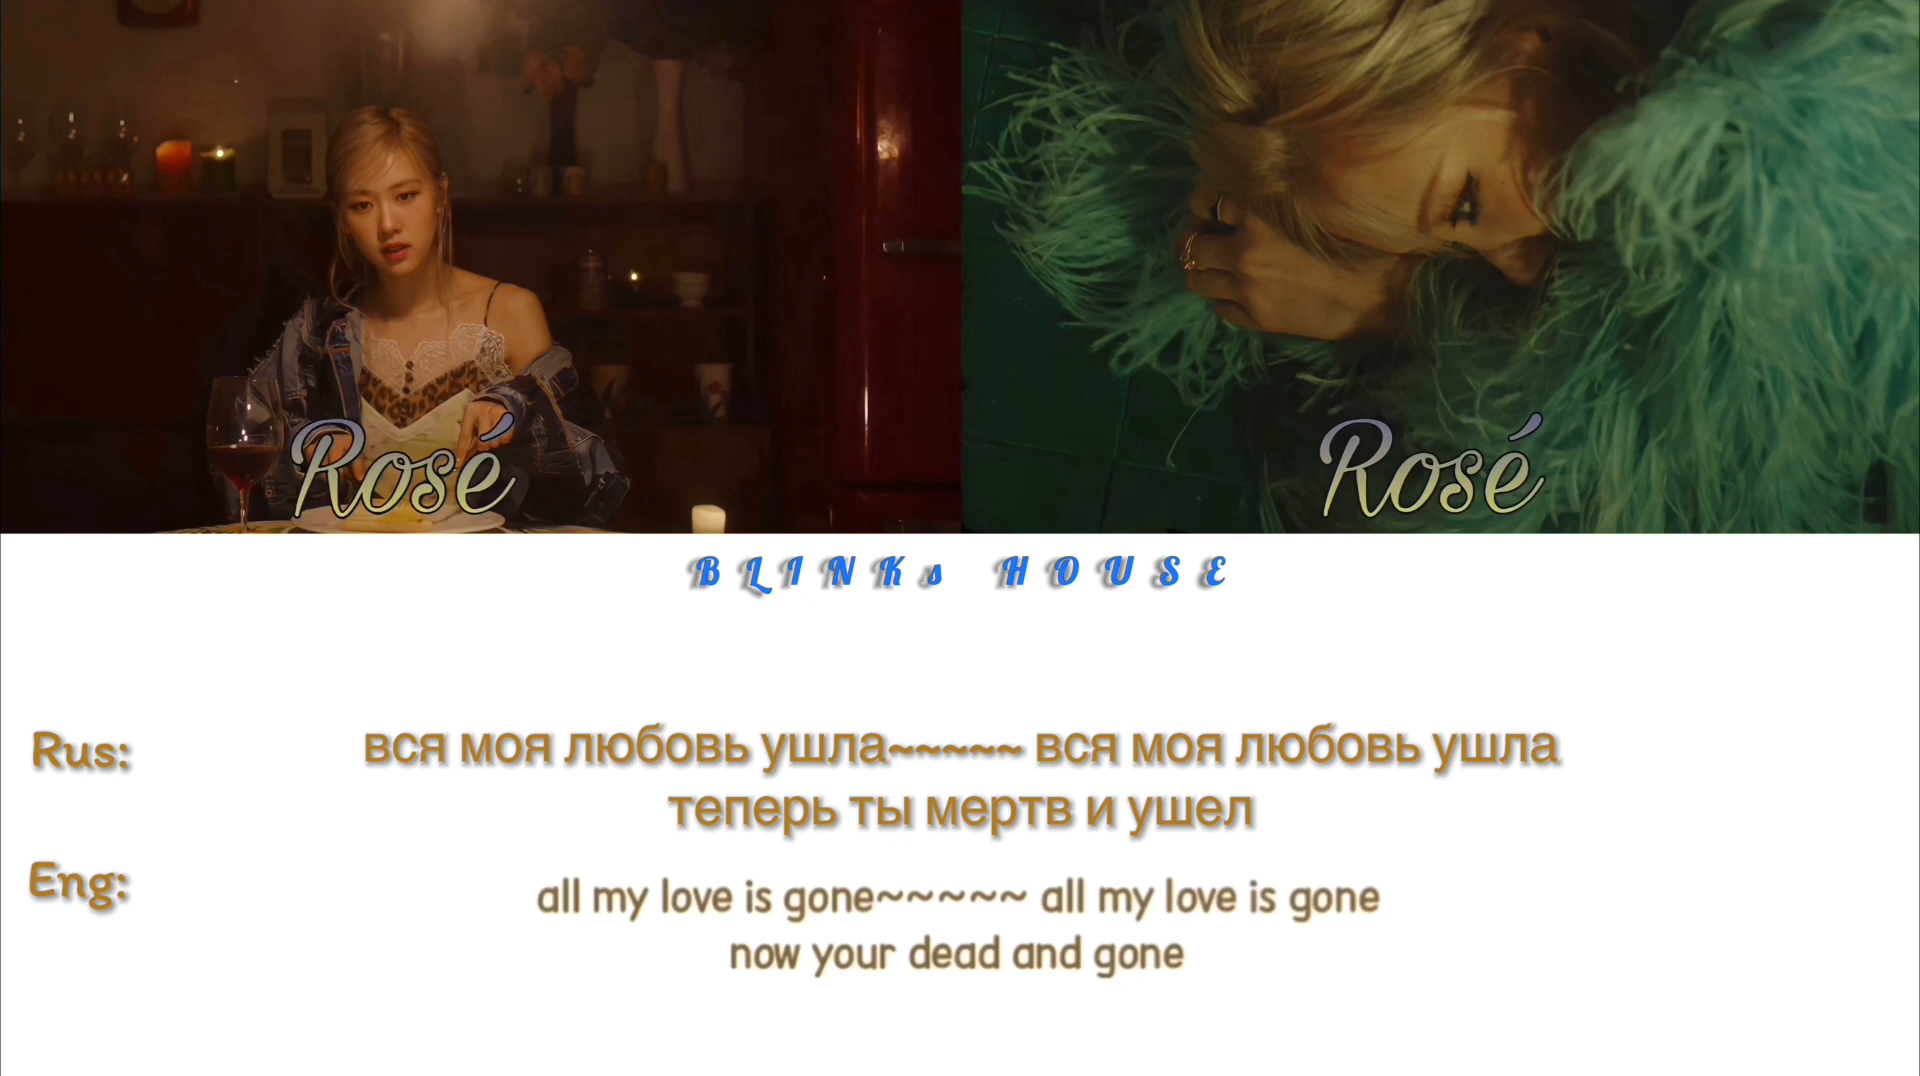 Rosé
Rosé
BLINKs HOUSE
Rus:
вся моя любовь ушла~~~~~ вся моя любовь ушла
теперь ты мертв и ушел
Eng:
all my love is gone~~~~~ all my love is gone
now your dead and gone